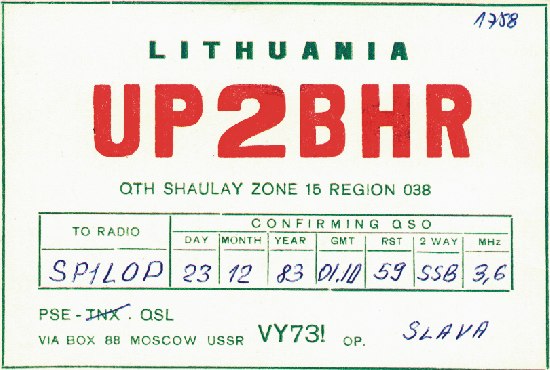 1758
LITHUANIA
UP2BHR
QTH SHAULAY ZONE 15 REGION 038
TO RADIO CONFIRMING QSO
DAY MONTH YEAR GMT RST 2 WAY MHz
SP1LOP 23 12 83 01.10 59 SSB 3,6
PSE - TNX. QSL
VIA BOX 88 MOSCOW USSR VY73! OP. SLAVA